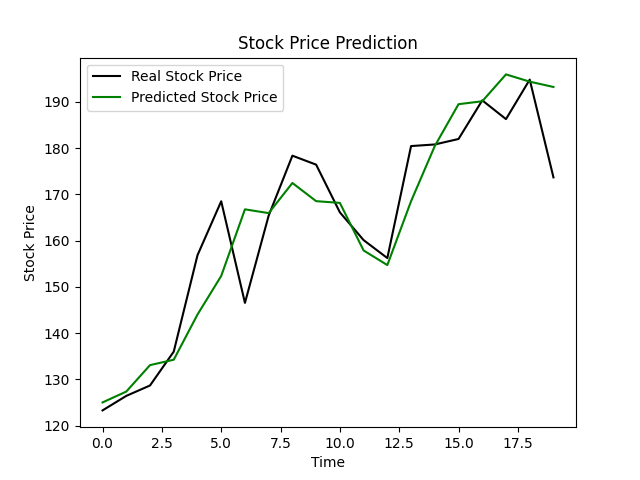 Stock Price Prediction
Real Stock Price
Predicted Stock Price
Stock Price
190
180
170
160
150
140
130
120
0.0 2.5 5.0 7.5 10.0 12.5 15.0 17.5
Time